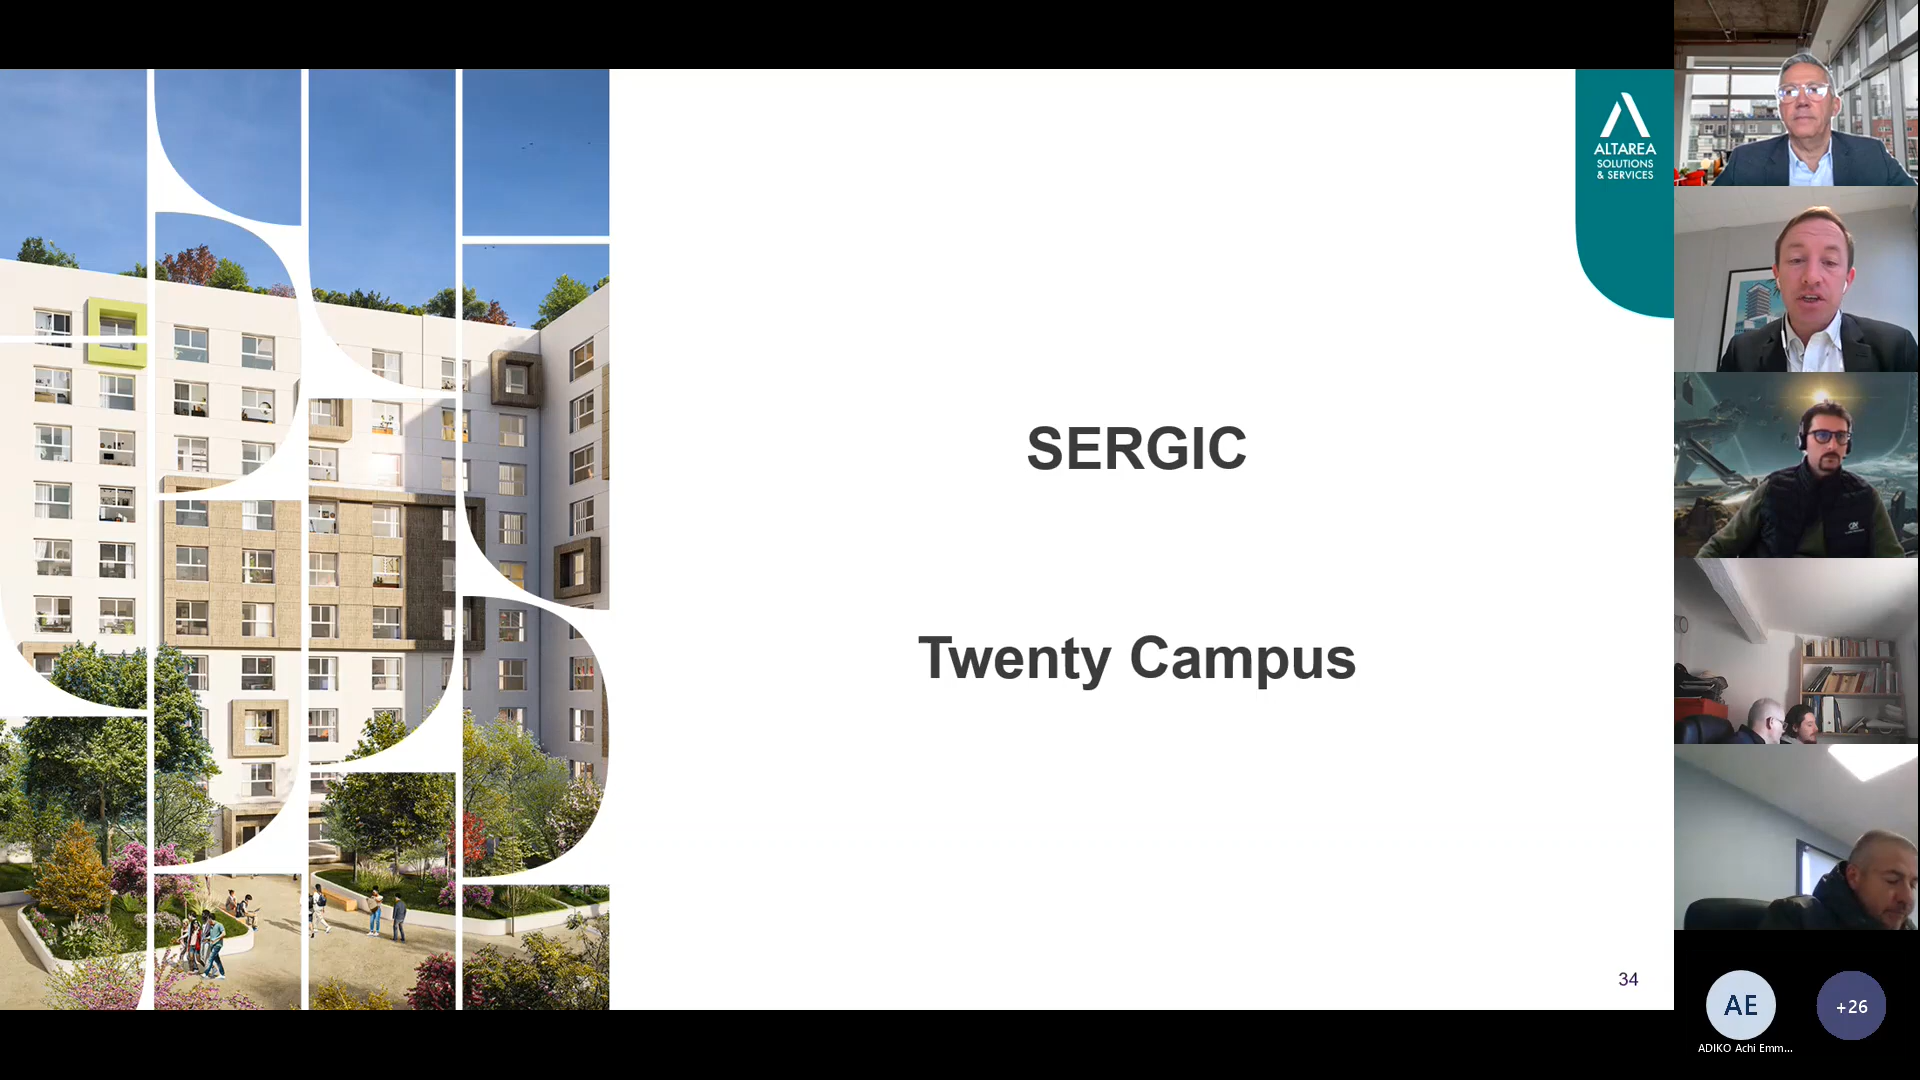 ALTAREA
SOLUTIONS
& SERVICES
SERGIC
Twenty Campus
34
AE
+26
ADIKO Achi Emm...